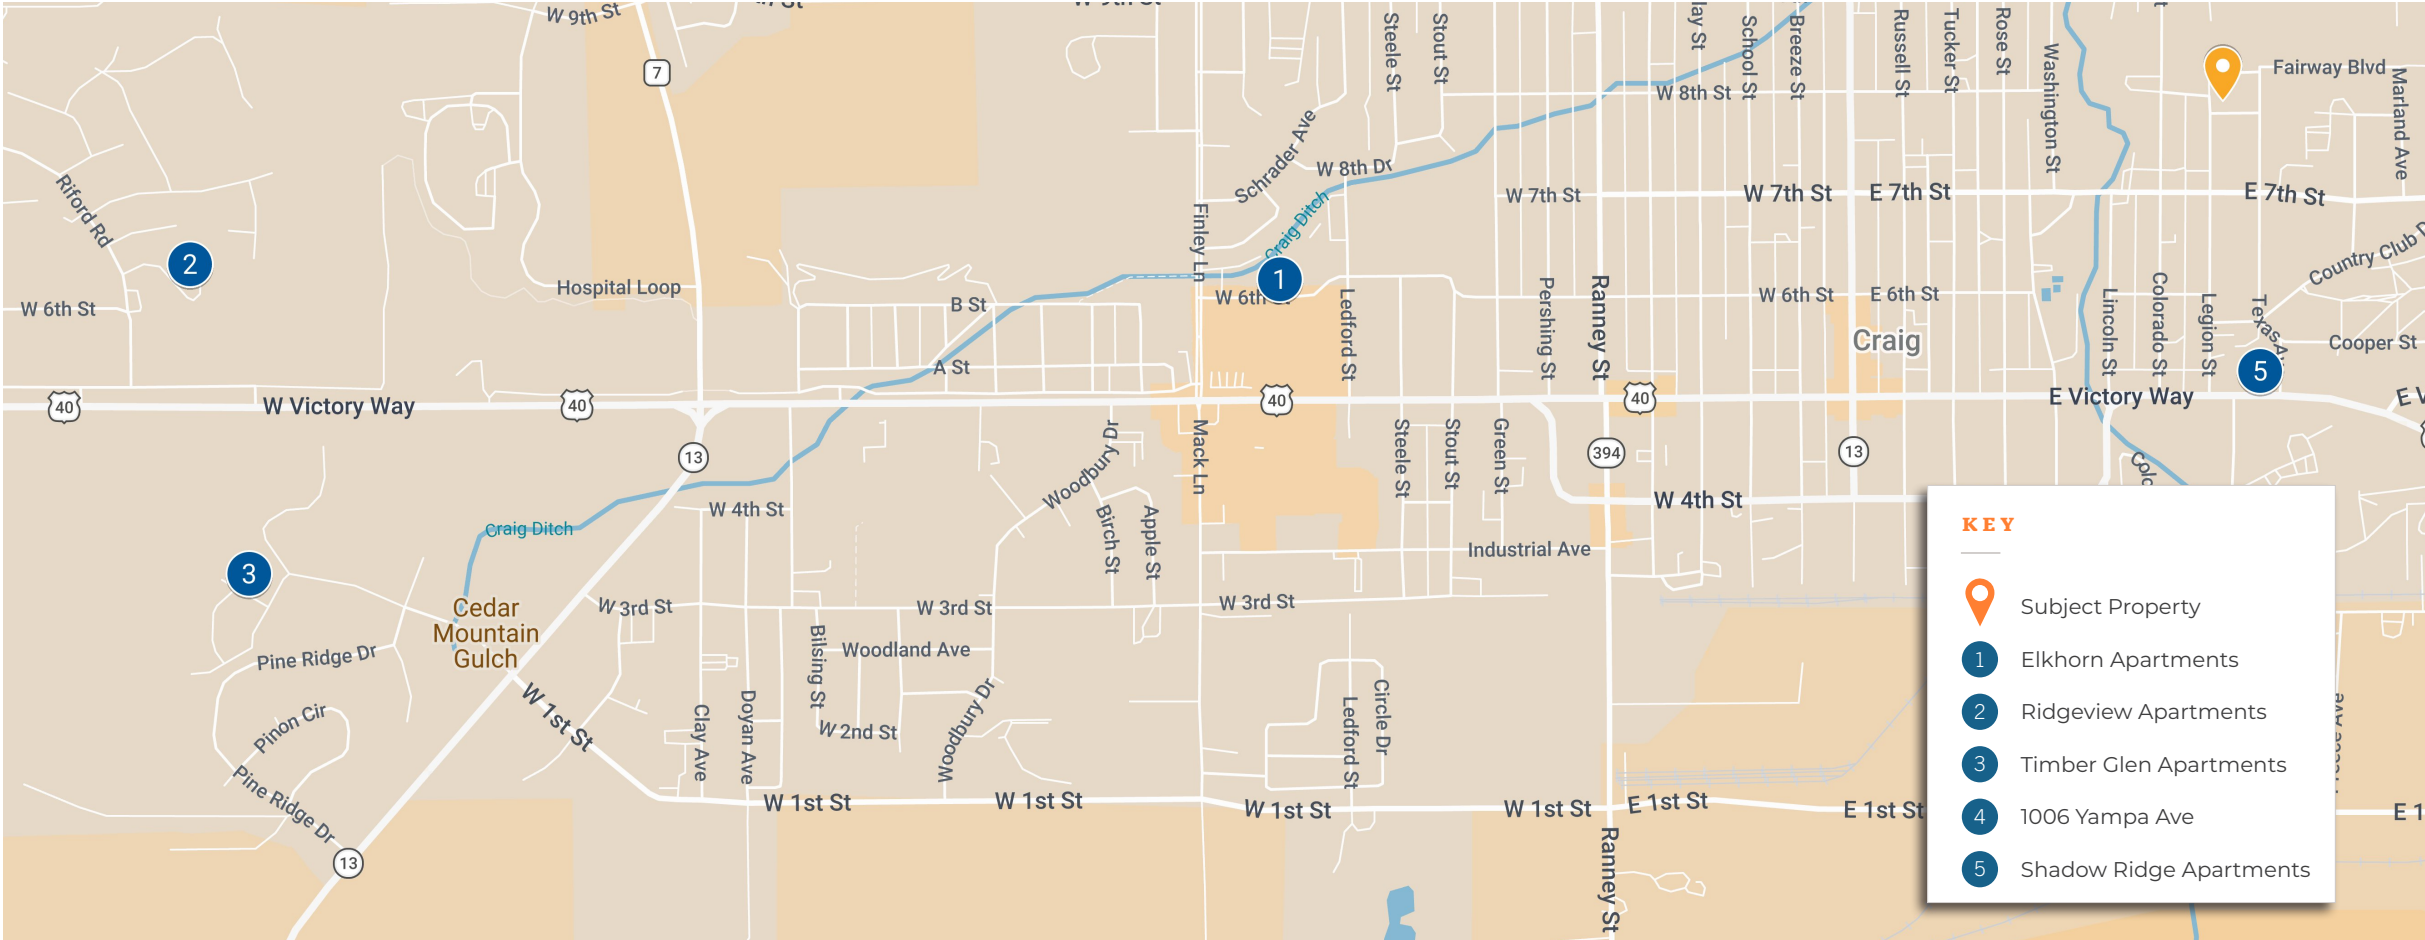 W 9th St
7
Steele St
Stout St
School St
Breeze St
Russell St
Tucker St
Rose St
Washington St
Fairway Blvd
Marland Ave
W 8th St
Schrader Ave
W 8th Dr
Riford Rd
Finley Ln
Craig Ditch
W 7th St
W 7th St
E 7th St
E 7th St
Country Club
2
1
Hospital Loop
W 6th St
B St
W 6th St
Ledford St
Pershing St
Ranney St
W 6th St
E 6th St
Craig
Lincoln St
Colorado St
Legion St
Cooper St
A St
5
40
W Victory Way
40
40
40
E Victory Way
13
Woodbury Dr
Mack Ln
Steele St
Stout St
Green St
394
13
W 4th St
W 4th St
Craig Ditch
Birch St
Apple St
Industrial Ave
3
Cedar
Mountain
Gulch
W 3rd St
W 3rd St
W 3rd St
Pine Ridge Dr
Bilsing St
Woodland Ave
Pinon Cir
W 1st St
Clay Ave
Doyan Ave
W 2nd St
Woodbury Dr
Ledford St
Circle Dr
Pine Ridge Dr
W 1st St
W 1st St
W 1st St
W 1st St
E 1st St
E 1st St
13
Ranney St
KEY
Subject Property
1 Elkhorn Apartments
2 Ridgeview Apartments
3 Timber Glen Apartments
4 1006 Yampa Ave
5 Shadow Ridge Apartments